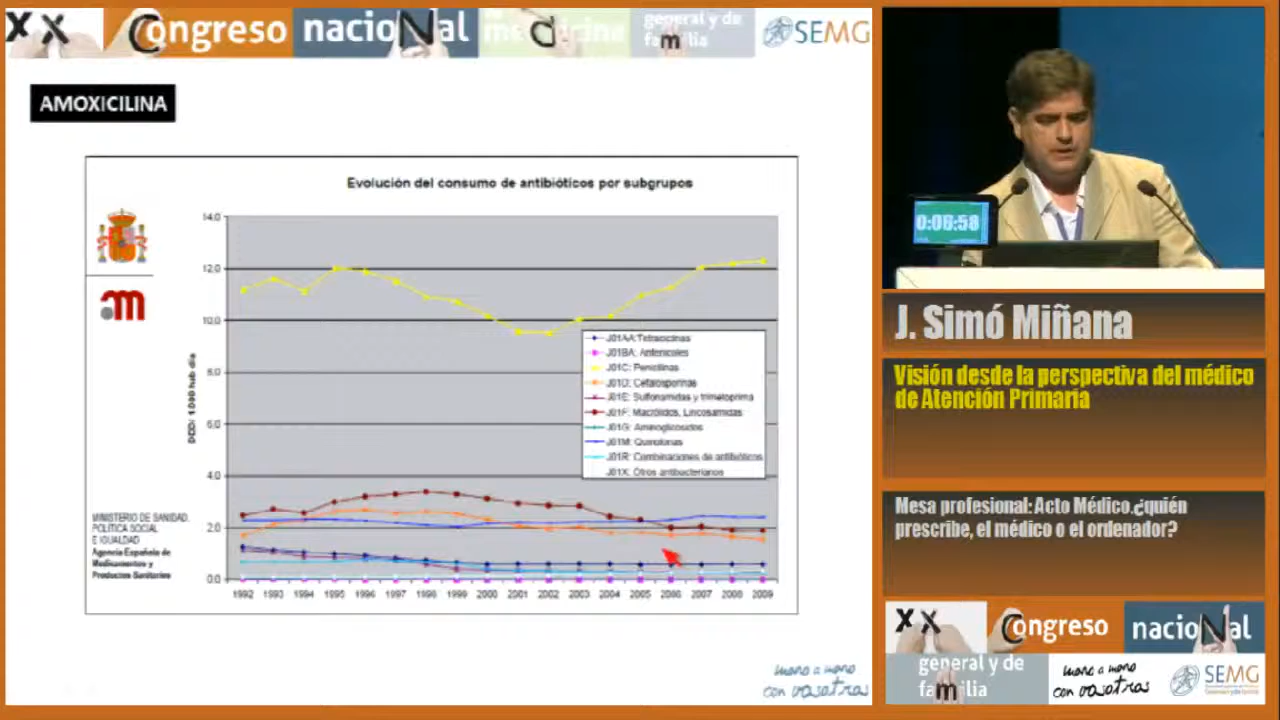 XX Congreso nacioNal medicina general y de familia SEMG
AMOXICILINA
Evolución del consumo de antibióticos por subgrupos
14,0
12,0
10,0
8,0
6,0
4,0
2,0
0,0
DDD/ 1000 hab día
J01AA:Tetraciclinas
J01BA: Anfenicoles
J01C: Penicilinas
J01D: Cefalosporinas
J01E: Sulfonamidas y trimetoprima
J01F: Macrólidos, Lincosamidas
J01G: Aminoglicosidos
J01M: Quinolonas
J01R: Combinaciones de antibióticos
J01X: Otros antibacterianos
1992 1993 1994 1995 1996 1997 1998 1999 2000 2001 2002 2003 2004 2005 2006 2007 2008 2009
MINISTERIO DE SANIDAD,
POLÍTICA SOCIAL
E IGUALDAD
Agencia Española de
Medicamentos y
Productos Sanitarios
mano a mano
con vosotros
0:06:58
J. Simó Miñana
Visión desde la perspectiva del médico
de Atención Primaria
Mesa profesional: Acto Médico.¿quién
prescribe, el médico o el ordenador?
XX Congreso nacioNal
general y de
familia
mano a mano
con vosotros
SEMG